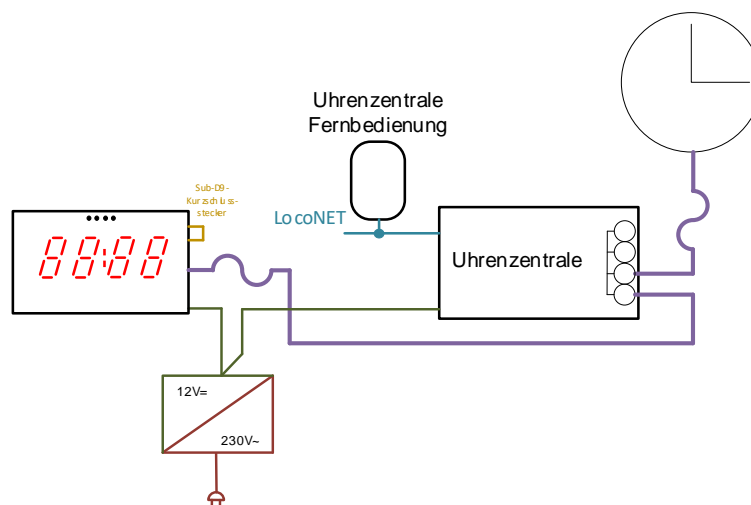 Uhrenzentrale
Fernbedienung
Sub-D9-
Kurzschluss-
stecker
LocoNET
88:88
Uhrenzentrale
12V=
230V~